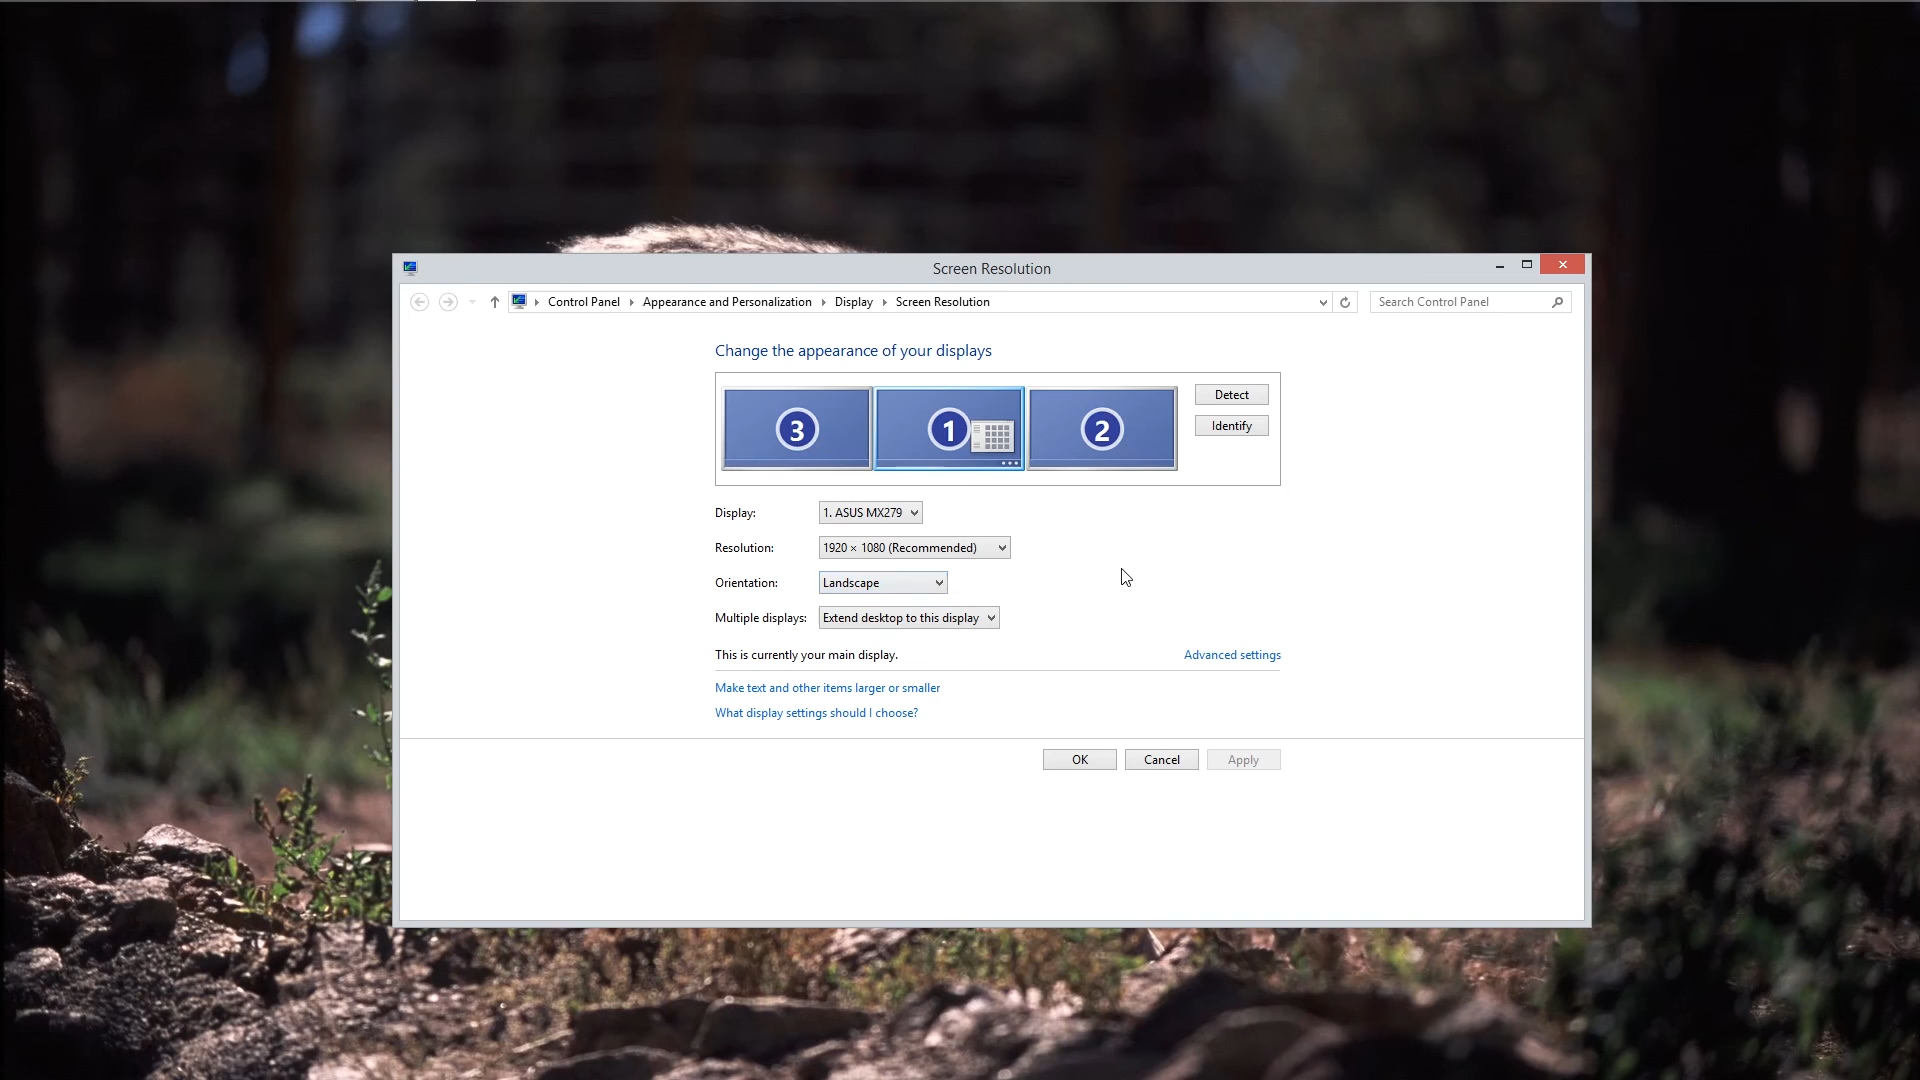 Screen Resolution
Control Panel Appearance and Personalization Display Screen Resolution
Search Control Panel
Change the appearance of your displays
3
1
2
Detect
Identify
Display: 1. ASUS MX279
Resolution: 1920 × 1080 (Recommended)
Orientation: Landscape
Multiple displays: Extend desktop to this display
This is currently your main display.
Advanced settings
Make text and other items larger or smaller
What display settings should I choose?
OK Cancel Apply